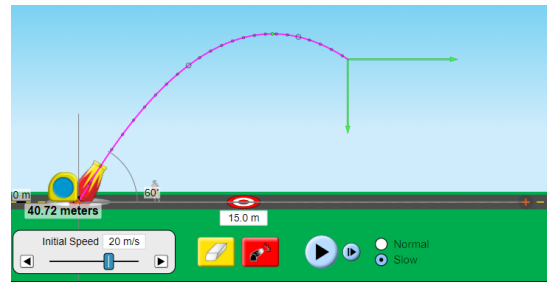 60°
0 m
40.72 meters
15.0 m
Initial Speed 20 m/s
Normal
Slow